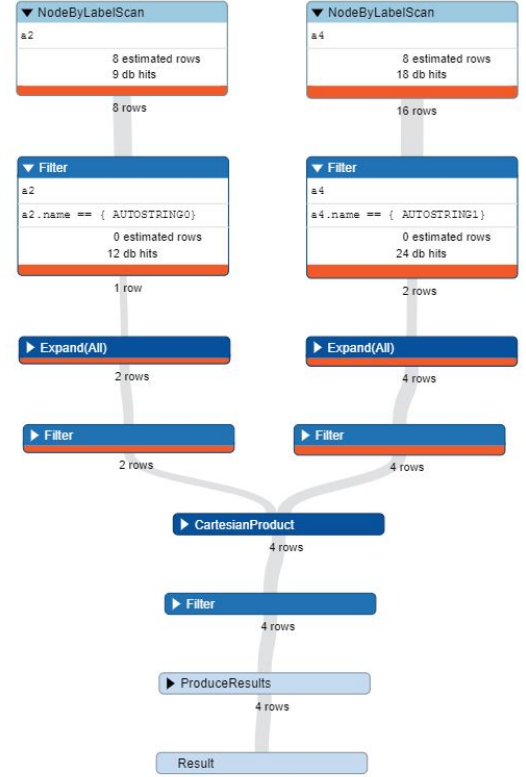 NodeByLabelScan
a2
8 estimated rows
9 db hits
8 rows
Filter
a2
a2.name == { AUTOSTRING0}
0 estimated rows
12 db hits
1 row
Expand(All)
2 rows
Filter
2 rows
NodeByLabelScan
a4
8 estimated rows
18 db hits
16 rows
Filter
a4
a4.name == { AUTOSTRING1}
0 estimated rows
24 db hits
2 rows
Expand(All)
4 rows
Filter
4 rows
CartesianProduct
4 rows
Filter
4 rows
ProduceResults
4 rows
Result